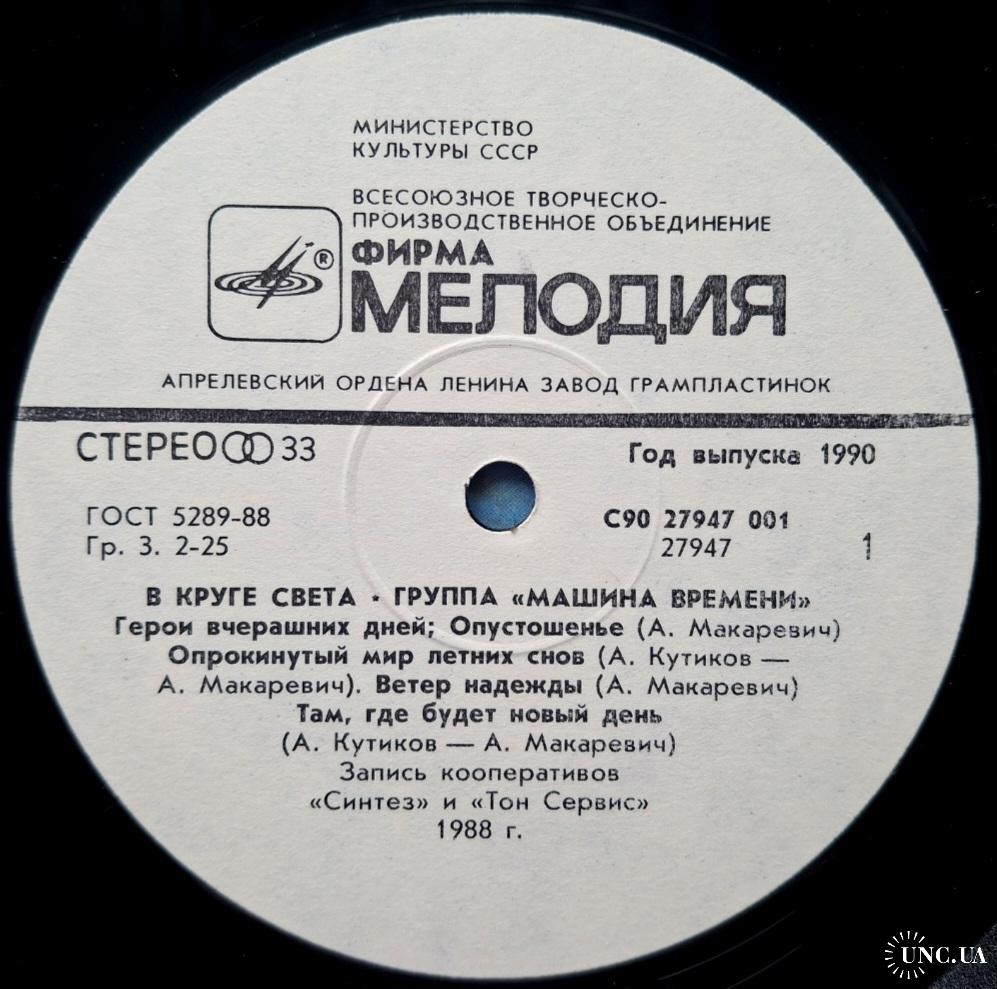 МИНИСТЕРСТВО
КУЛЬТУРЫ СССР
ВСЕСОЮЗНОЕ ТВОРЧЕСКО-
ПРОИЗВОДСТВЕННОЕ ОБЪЕДИНЕНИЕ
ФИРМА
®
МЕЛОДИЯ
АПРЕЛЕВСКИЙ ОРДЕНА ЛЕНИНА ЗАВОД ГРАМПЛАСТИНОК
СТЕРЕО 33
Год выпуска 1990
ГОСТ 5289-88
С90 27947 001
Гр. 3. 2-25
27947
1
В КРУГЕ СВЕТА • ГРУППА «МАШИНА ВРЕМЕНИ»
Герои вчерашних дней; Опустошенье (А. Макаревич)
Опрокинутый мир летних снов (А. Кутиков —
А. Макаревич). Ветер надежды (А. Макаревич)
Там, где будет новый день
(А. Кутиков — А. Макаревич)
Запись кооперативов
«Синтез» и «Тон Сервис»
1988 г.
UNC.UA